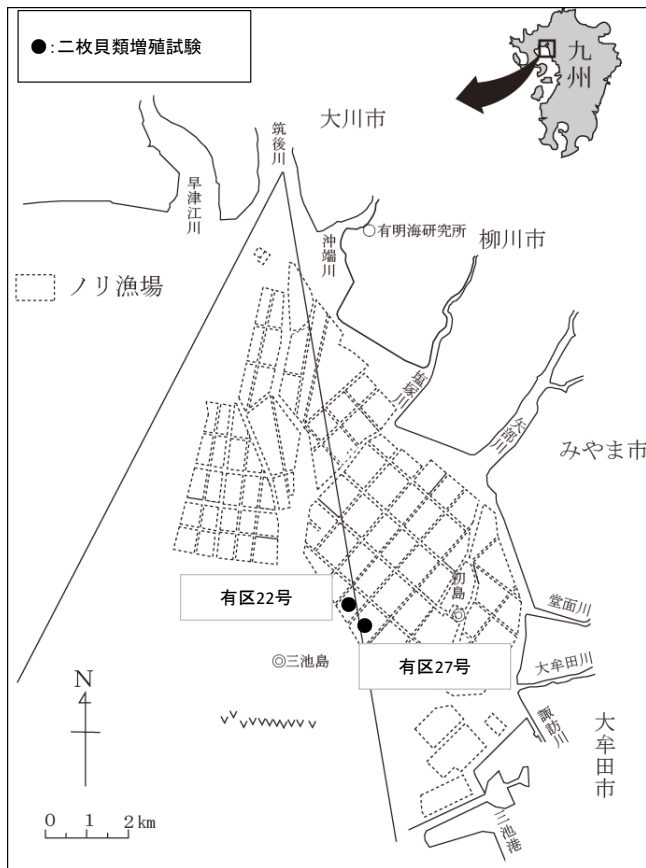 ●:二枚貝類増殖試験
九州
大川市
筑後川
早津江川
沖端川
有明海研究所
柳川市
ノリ漁場
塩塚川
矢部川
みやま市
有区22号
初島
堂面川
三池島
有区27号
大牟田川
諏訪川
大牟田市
N
0 1 2km
三池港